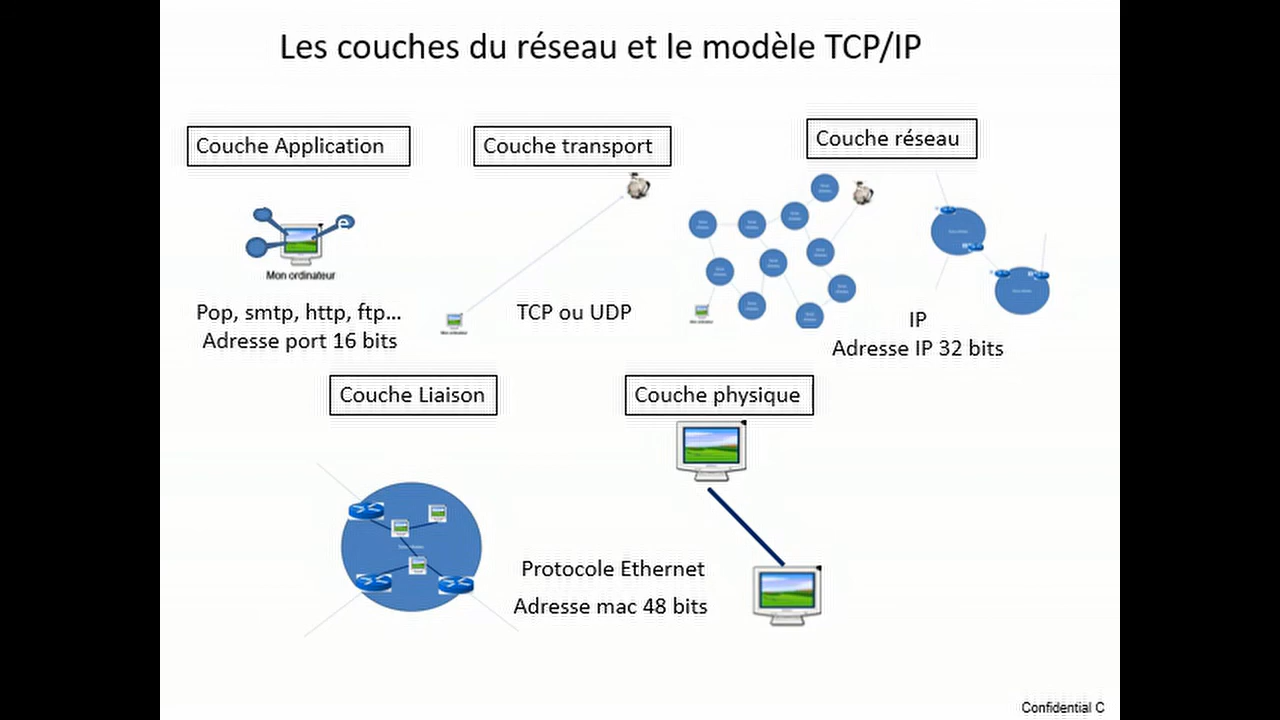 Les couches du réseau et le modèle TCP/IP
Couche Application
Couche transport
Couche réseau
Mon ordinateur
Pop, smtp, http, ftp...
Adresse port 16 bits
TCP ou UDP
IP
Adresse IP 32 bits
Couche Liaison
Couche physique
Protocole Ethernet
Adresse mac 48 bits
Confidential C